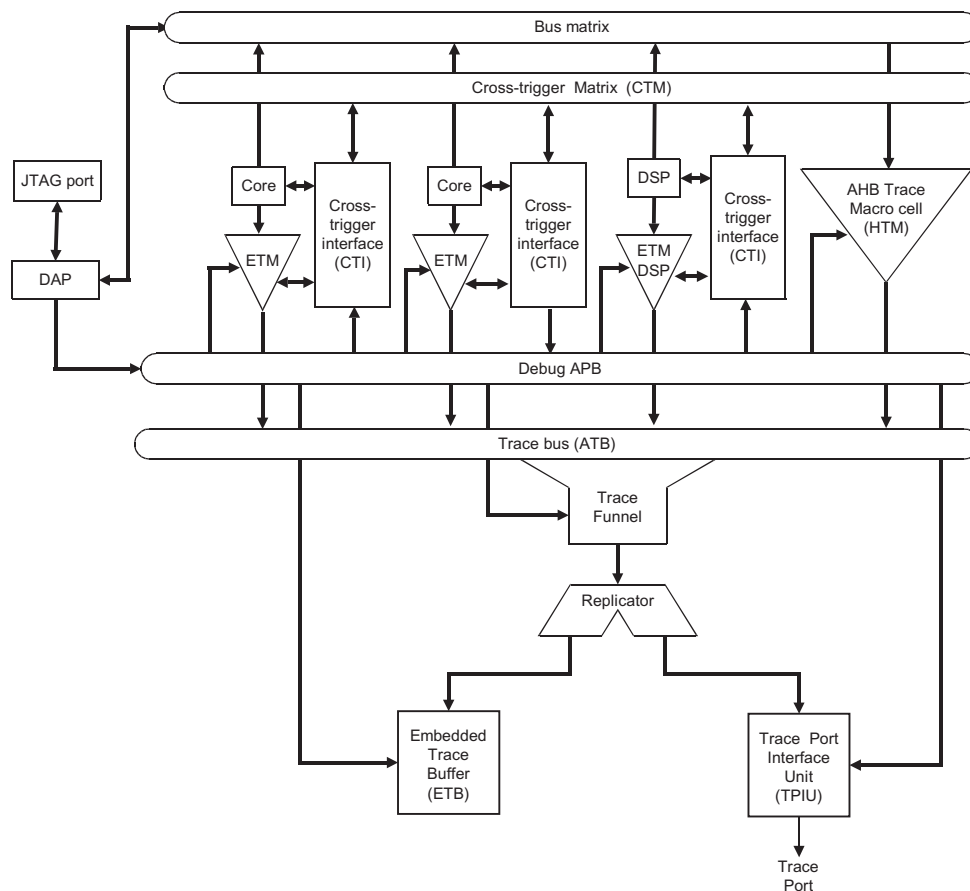 Bus matrix
Cross-trigger Matrix (CTM)
JTAG port
DAP
Core
Cross-
trigger
interface
(CTI)
ETM
Core
Cross-
trigger
interface
(CTI)
ETM
DSP
Cross-
trigger
interface
(CTI)
ETM
DSP
AHB Trace
Macro cell
(HTM)
Debug APB
Trace bus (ATB)
Trace
Funnel
Replicator
Embedded
Trace
Buffer
(ETB)
Trace Port
Interface
Unit
(TPIU)
Trace
Port